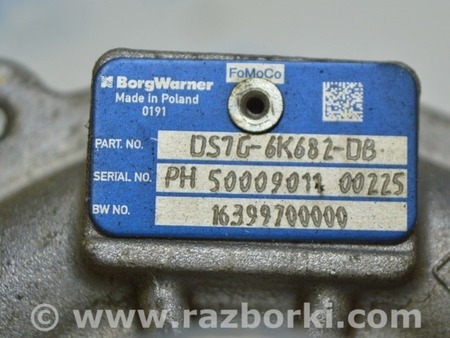 FoMoCo
BorgWarner
Made in Poland
0191
PART NO. DS7G-6K682-DB
SERIAL NO. PH 50009011 00225
BW NO. 16399700000
www.razborki.com